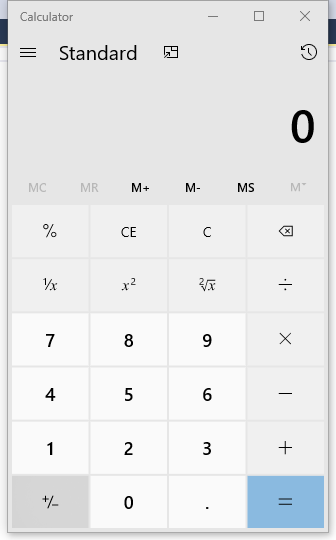 Calculator
Standard
0
MC MR M+ M- MS M˅
% CE C
⅟x x² ²√x ÷
7 8 9 ×
4 5 6 −
1 2 3 +
+/− 0 . =